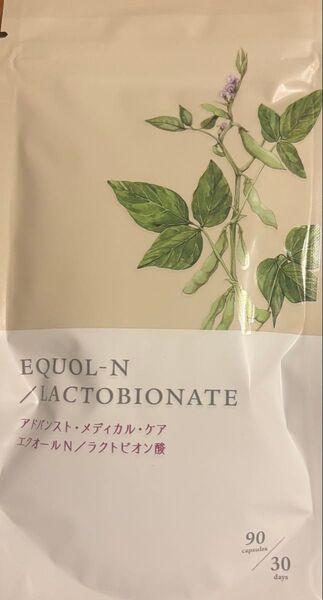 EQUOL-N
/LACTOBIONATE
アドバンスト・メディカル・ケア
エクオールN/ラクトビオン酸
90
capsules
/
30
days